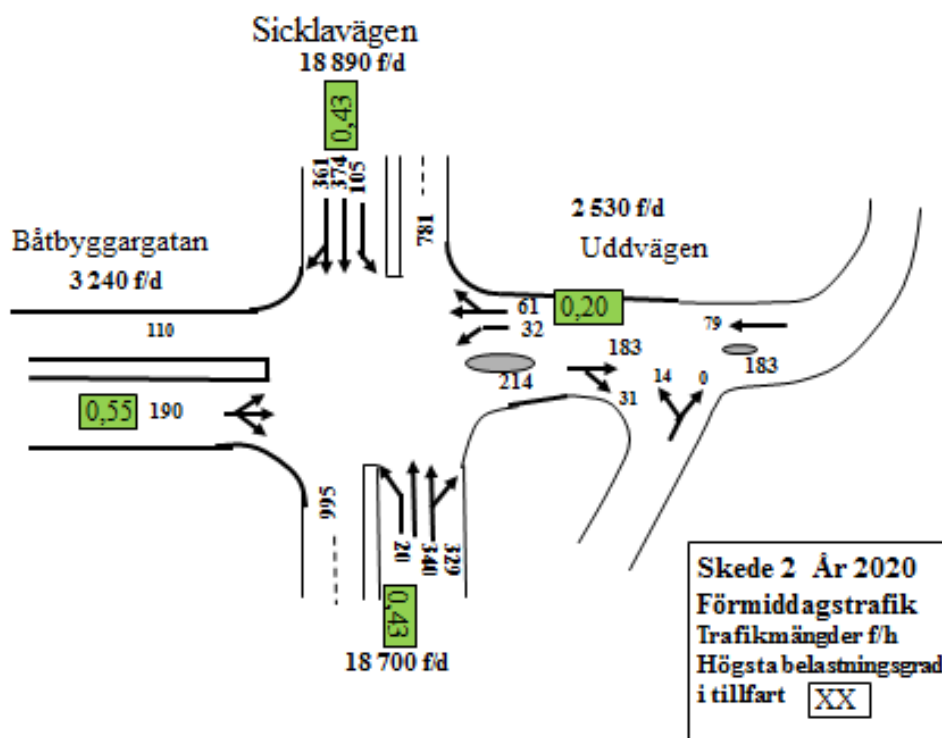 Sicklavägen
18 890 f/d
0,43
361
374
105
781
2 530 f/d
Uddvägen
Båtbyggargatan
3 240 f/d
110
61
0,20
32
79
183
183
214
14
0
31
0,55
190
995
20
340
329
0,43
18 700 f/d
Skede 2 År 2020
Förmiddagstrafik
Trafikmängder f/h
Högsta belastningsgrad
i tillfart XX